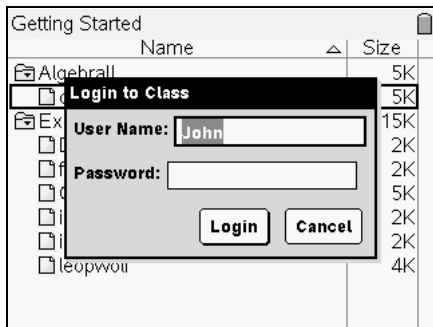 Getting Started
Name Size
AlgebraII 5K
5K
Login to Class
Ex 15K
User Name: John
2K
2K
Password:
5K
2K
Login Cancel
2K
4K